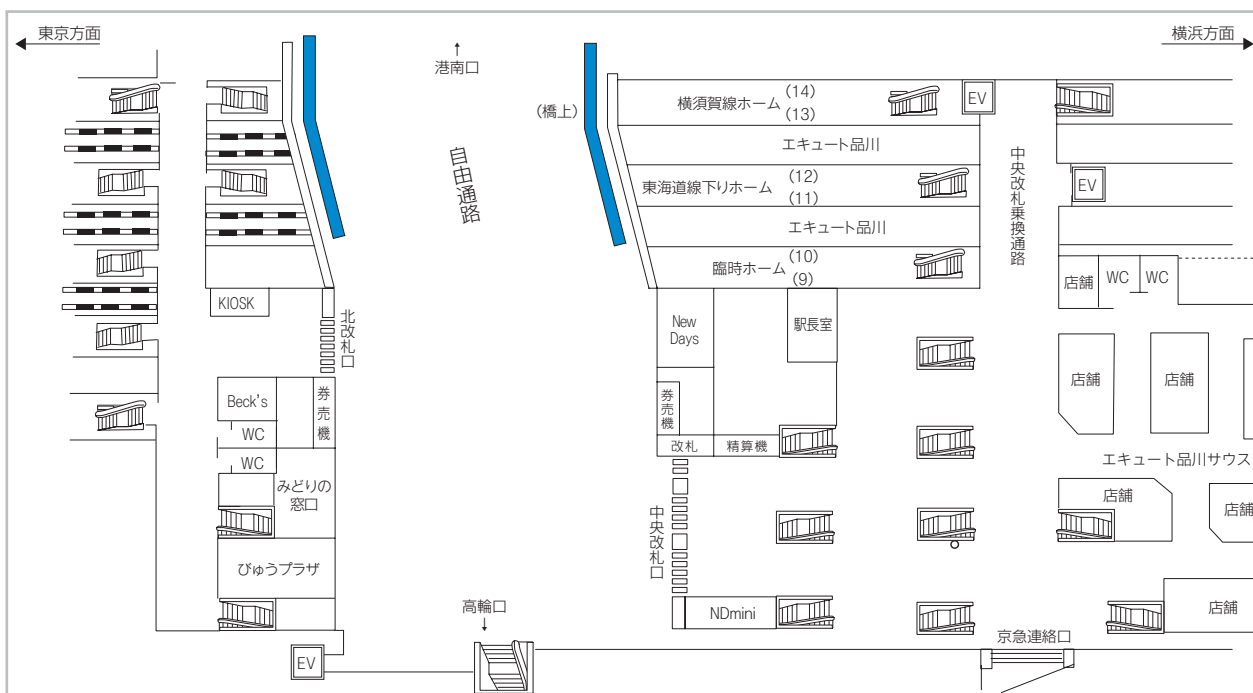 東京方面
横浜方面
港南口
(橋上)
自由通路
横須賀線ホーム (14)
(13)
エキュート品川
東海道線下りホーム (12)
(11)
エキュート品川
臨時ホーム (10)
(9)
EV
中央改札乗換通路
EV
KIOSK
北改札口
New
Days
駅長室
店舗
WC
WC
Beck's
券売機
WC
WC
みどりの
窓口
びゅうプラザ
券売機
改札
精算機
中央改札口
NDmini
店舗
店舗
エキュート品川サウス
店舗
店舗
店舗
高輪口
EV
京急連絡口